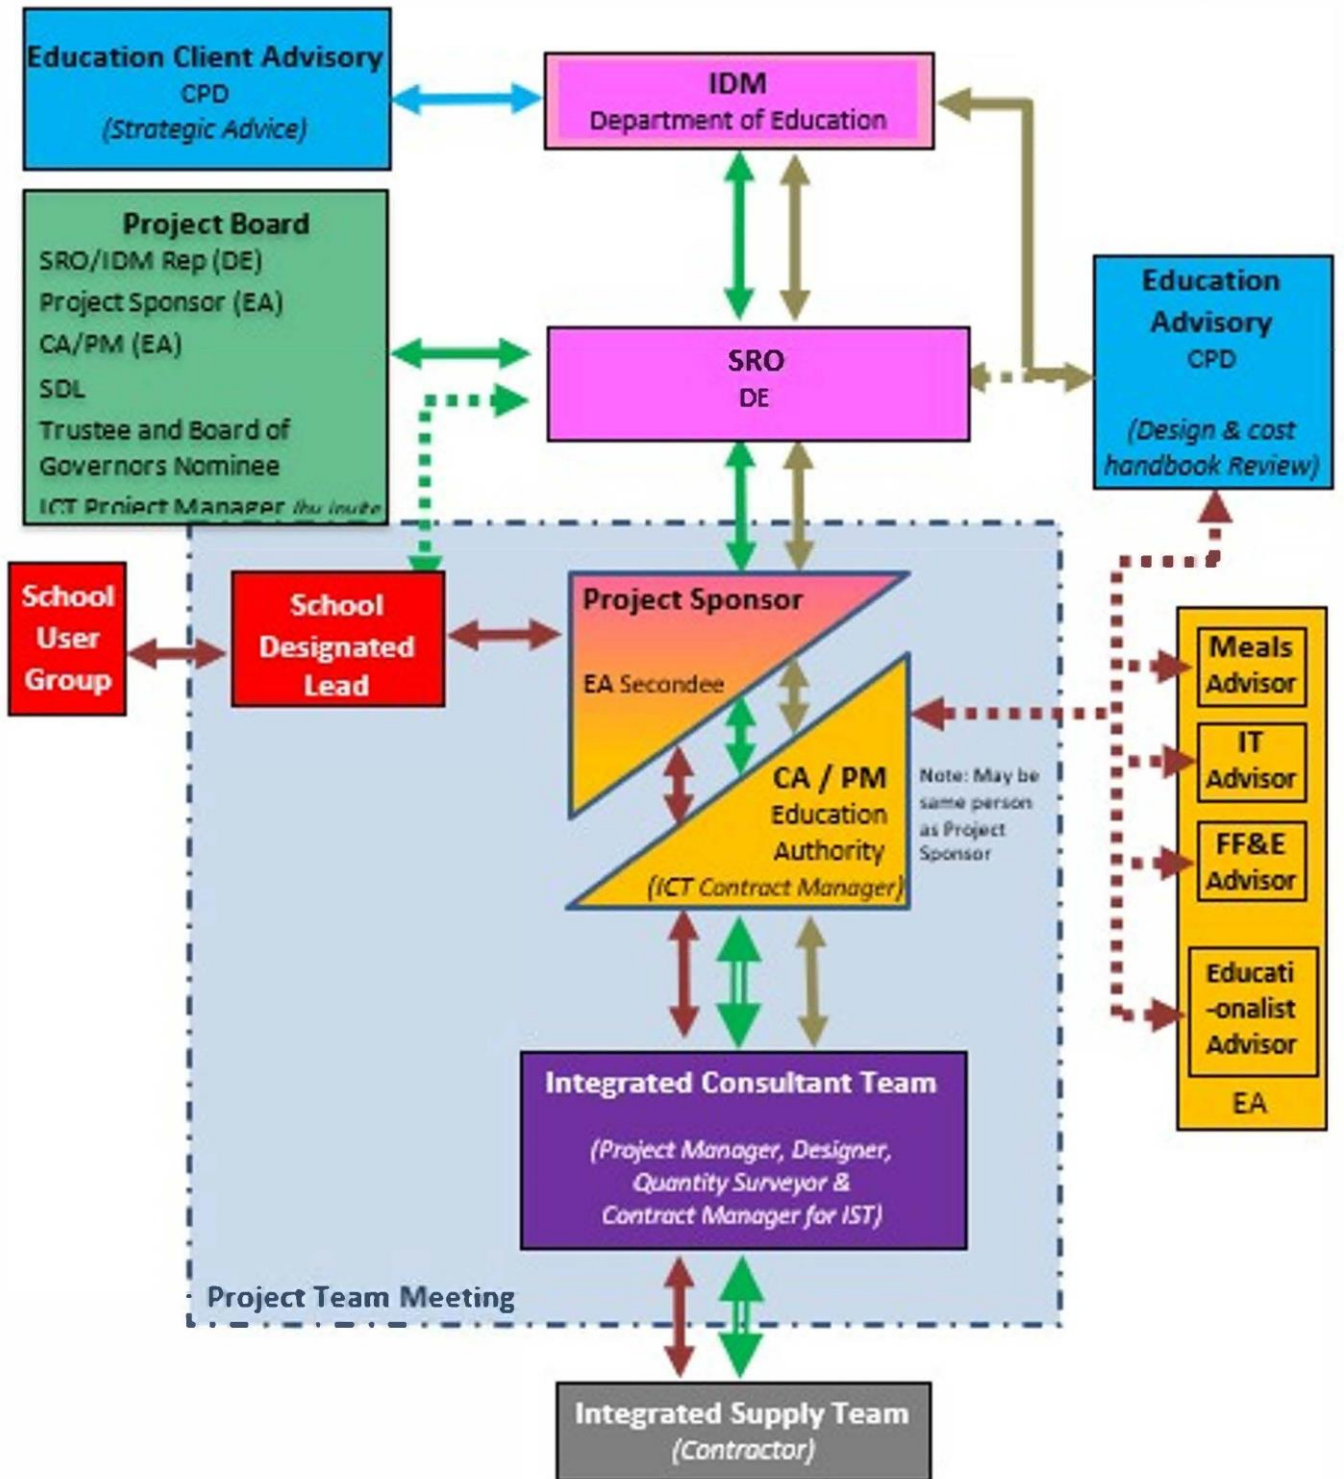 Education Client Advisory
CPD
(Strategic Advice)
IDM
Department of Education
Project Board
SRO/IDM Rep (DE)
Project Sponsor (EA)
CA/PM (EA)
SDL
Trustee and Board of
Governors Nominee
ICT Project Manager (by invite
SRO
DE
Education
Advisory
CPD
(Design & cost
handbook Review)
School
User
Group
School
Designated
Lead
Project Sponsor
EA Secondee
CA / PM
Education
Authority
(ICT Contract Manager)
Note: May be
same person
as Project
Sponsor
Meals
Advisor
IT
Advisor
FF&E
Advisor
Educati
-onalist
Advisor
EA
Integrated Consultant Team
(Project Manager, Designer,
Quantity Surveyor &
Contract Manager for IST)
Project Team Meeting
Integrated Supply Team
(Contractor)